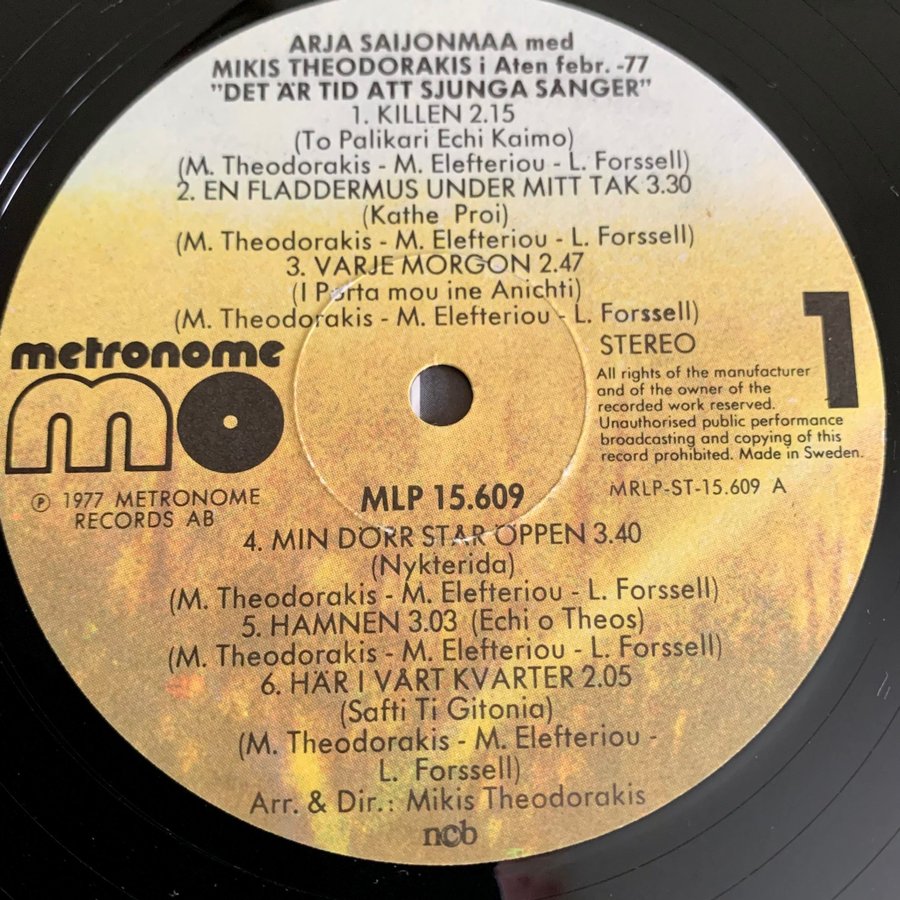 ARJA SAIJONMAA med
MIKIS THEODORAKIS i Aten febr. -77
"DET ÄR TID ATT SJUNGA SÅNGER"
1. KILLEN 2.15
(To Palikari Echi Kaimo)
(M. Theodorakis - M. Elefteriou - L. Forssell)
2. EN FLADDERMUS UNDER MITT TAK 3.30
(Kathe Proi)
(M. Theodorakis - M. Elefteriou - L. Forssell)
3. VARJE MORGON 2.47
(I Porta mou ine Anichti)
(M. Theodorakis - M. Elefteriou - L. Forssell)
metronome
mo
STEREO
1
All rights of the manufacturer
and of the owner of the
recorded work reserved.
Unauthorised public performance
broadcasting and copying of this
record prohibited. Made in Sweden.
℗ 1977 METRONOME
RECORDS AB
MLP 15.609
MRLP-ST-15.609 A
4. MIN DÖRR STÅR ÖPPEN 3.40
(Nykterida)
(M. Theodorakis - M. Elefteriou - L. Forssell)
5. HAMNEN 3.03 (Echi o Theos)
(M. Theodorakis - M. Elefteriou - L. Forssell)
6. HÄR I VÅRT KVARTER 2.05
(Safti Ti Gitonia)
(M. Theodorakis - M. Elefteriou -
L. Forssell)
Arr. & Dir.: Mikis Theodorakis
ncb